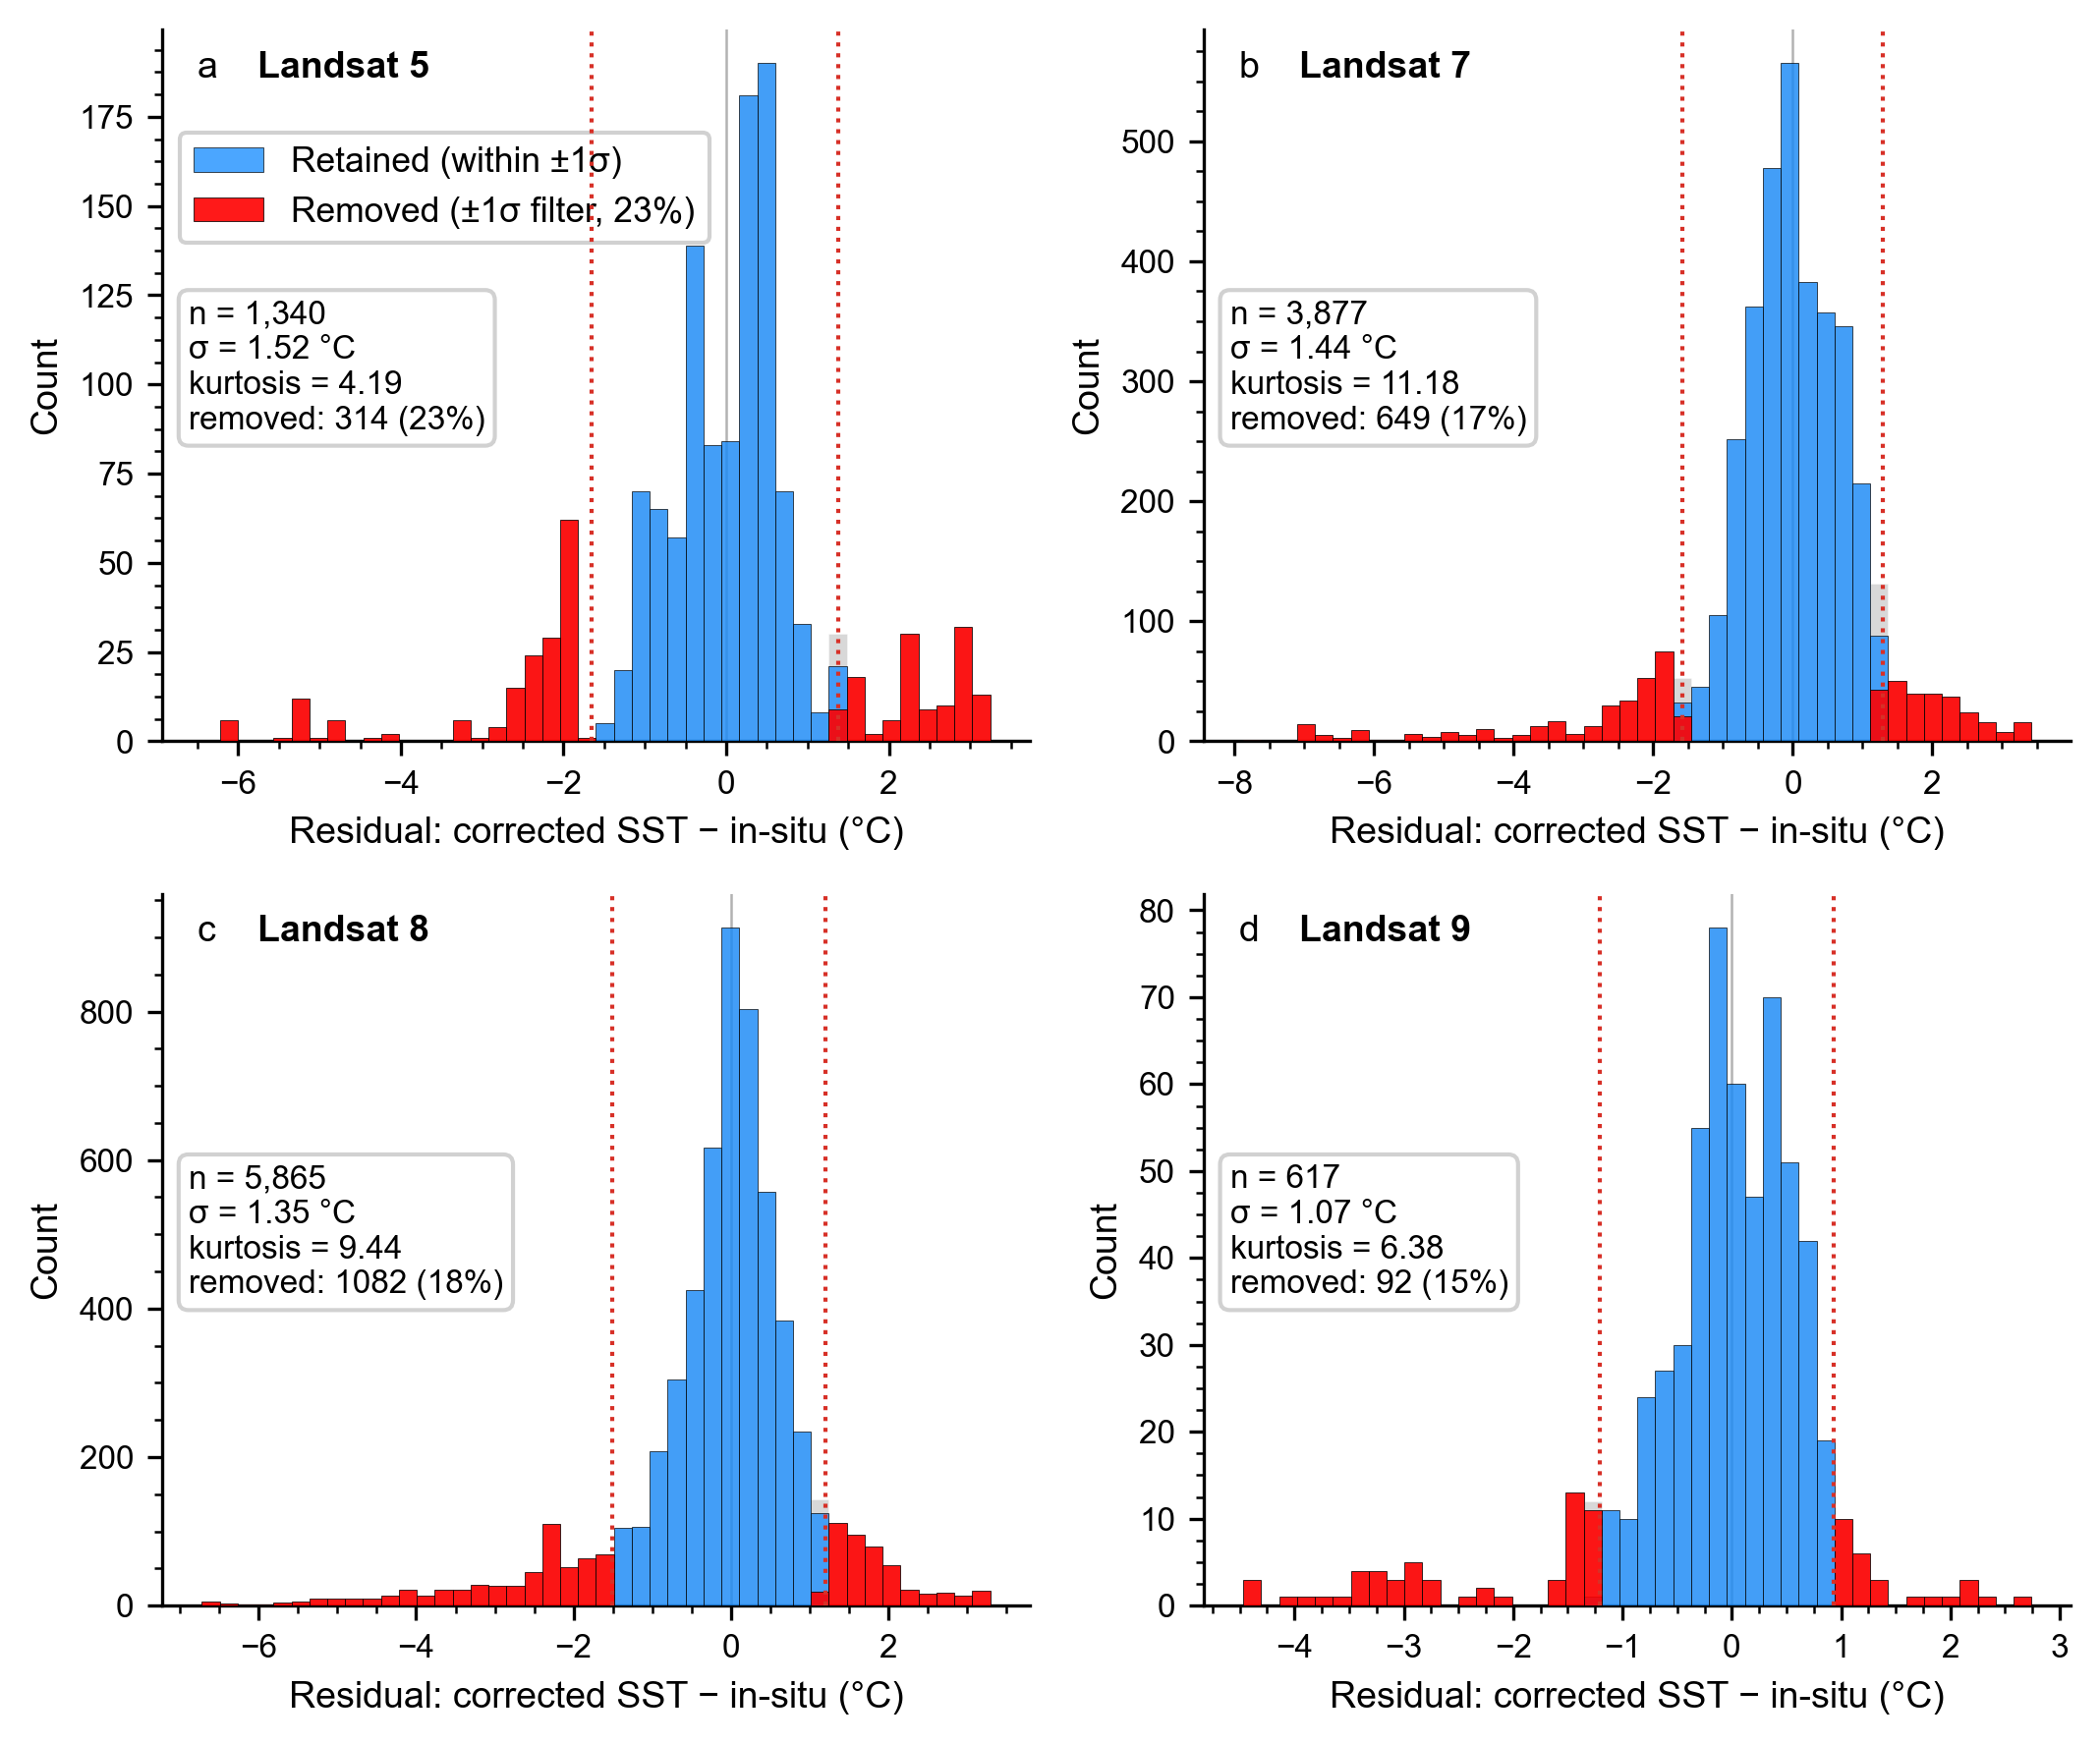 a Landsat 5
Retained (within ±1σ)
Removed (±1σ filter, 23%)
n = 1,340
σ = 1.52 °C
kurtosis = 4.19
removed: 314 (23%)
Count
175
150
125
100
75
50
25
0
−6 −4 −2 0 2
Residual: corrected SST − in-situ (°C)
b Landsat 7
n = 3,877
σ = 1.44 °C
kurtosis = 11.18
removed: 649 (17%)
Count
500
400
300
200
100
0
−8 −6 −4 −2 0 2
Residual: corrected SST − in-situ (°C)
c Landsat 8
n = 5,865
σ = 1.35 °C
kurtosis = 9.44
removed: 1082 (18%)
Count
800
600
400
200
0
−6 −4 −2 0 2
Residual: corrected SST − in-situ (°C)
d Landsat 9
n = 617
σ = 1.07 °C
kurtosis = 6.38
removed: 92 (15%)
Count
80
70
60
50
40
30
20
10
0
−4 −3 −2 −1 0 1 2 3
Residual: corrected SST − in-situ (°C)